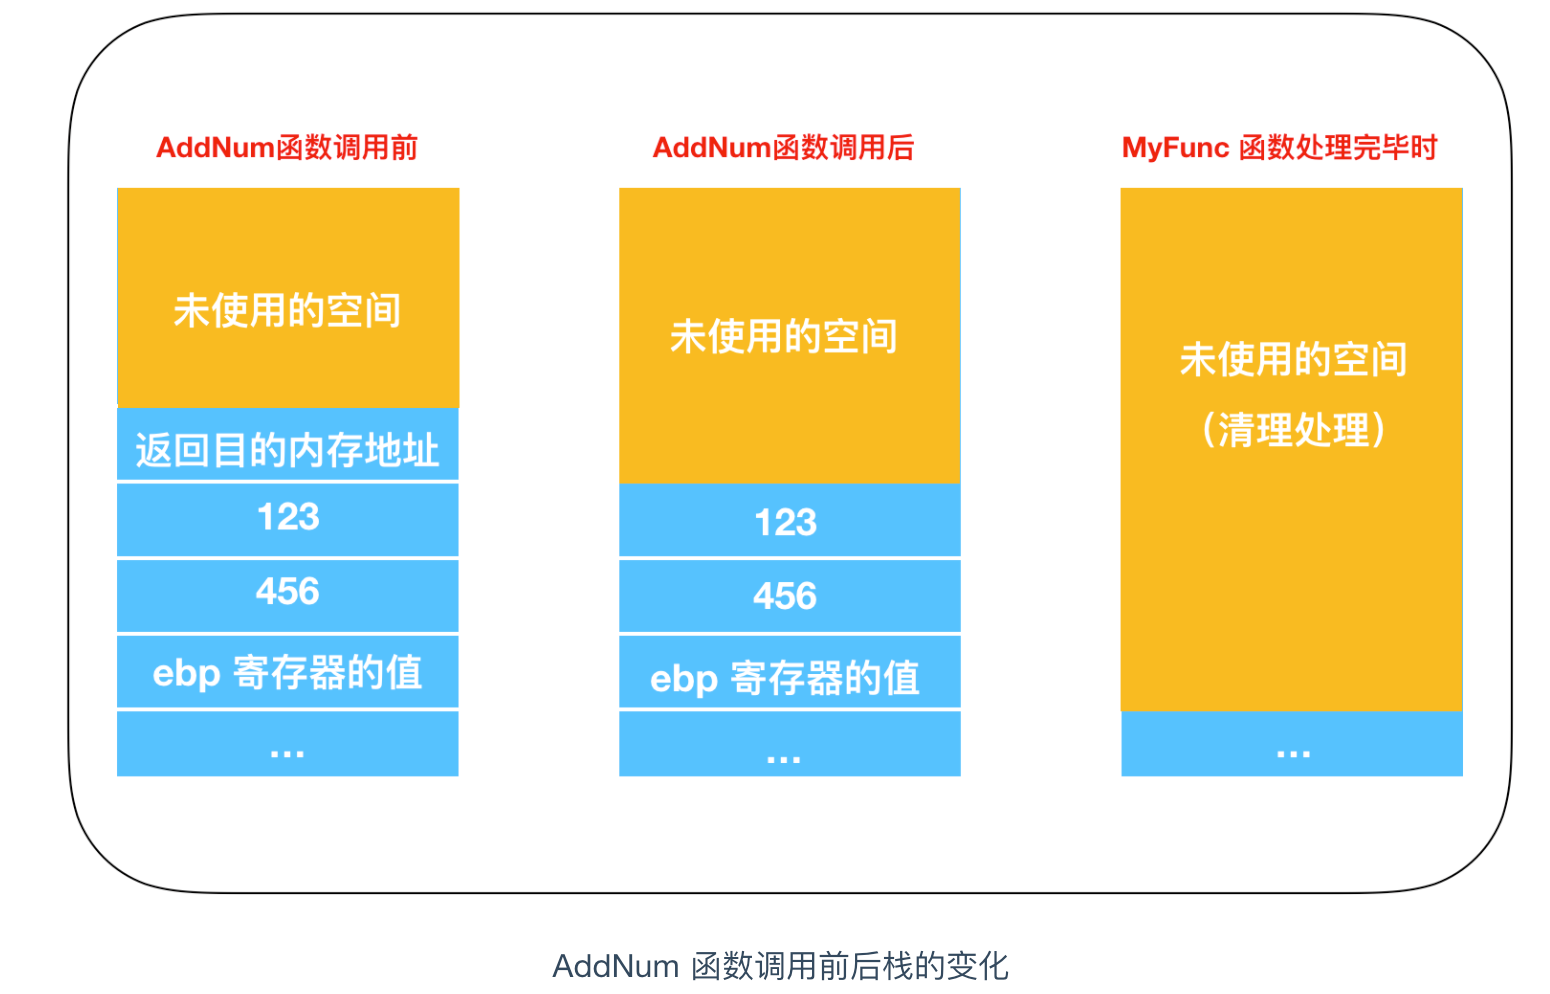 AddNum函数调用前
未使用的空间
返回目的内存地址
123
456
ebp 寄存器的值
...
AddNum函数调用后
未使用的空间
123
456
ebp 寄存器的值
...
MyFunc 函数处理完毕时
未使用的空间
（清理处理）
...
AddNum 函数调用前后栈的变化